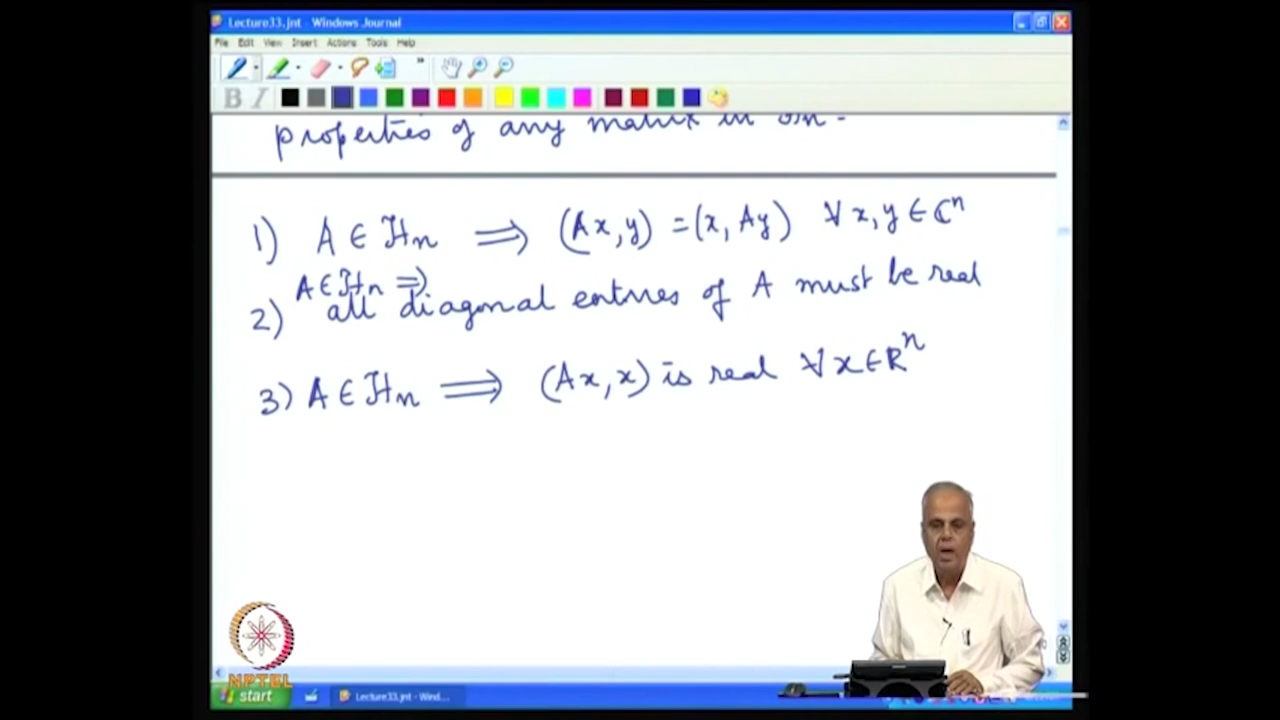 Lecture33.jnt - Windows Journal
File Edit View Insert Actions Tools Help
B I
properties of any matrix in ℋn.
1) A ∈ ℋn ⟹ (Ax, y) = (x, Ay) ∀ x, y ∈ ℂⁿ
A ∈ ℋn ⟹
2) all diagonal entries of A must be real
3) A ∈ ℋn ⟹ (Ax, x) is real ∀ x ∈ ℝⁿ
NPTEL
start Lecture33.jnt - Wind...